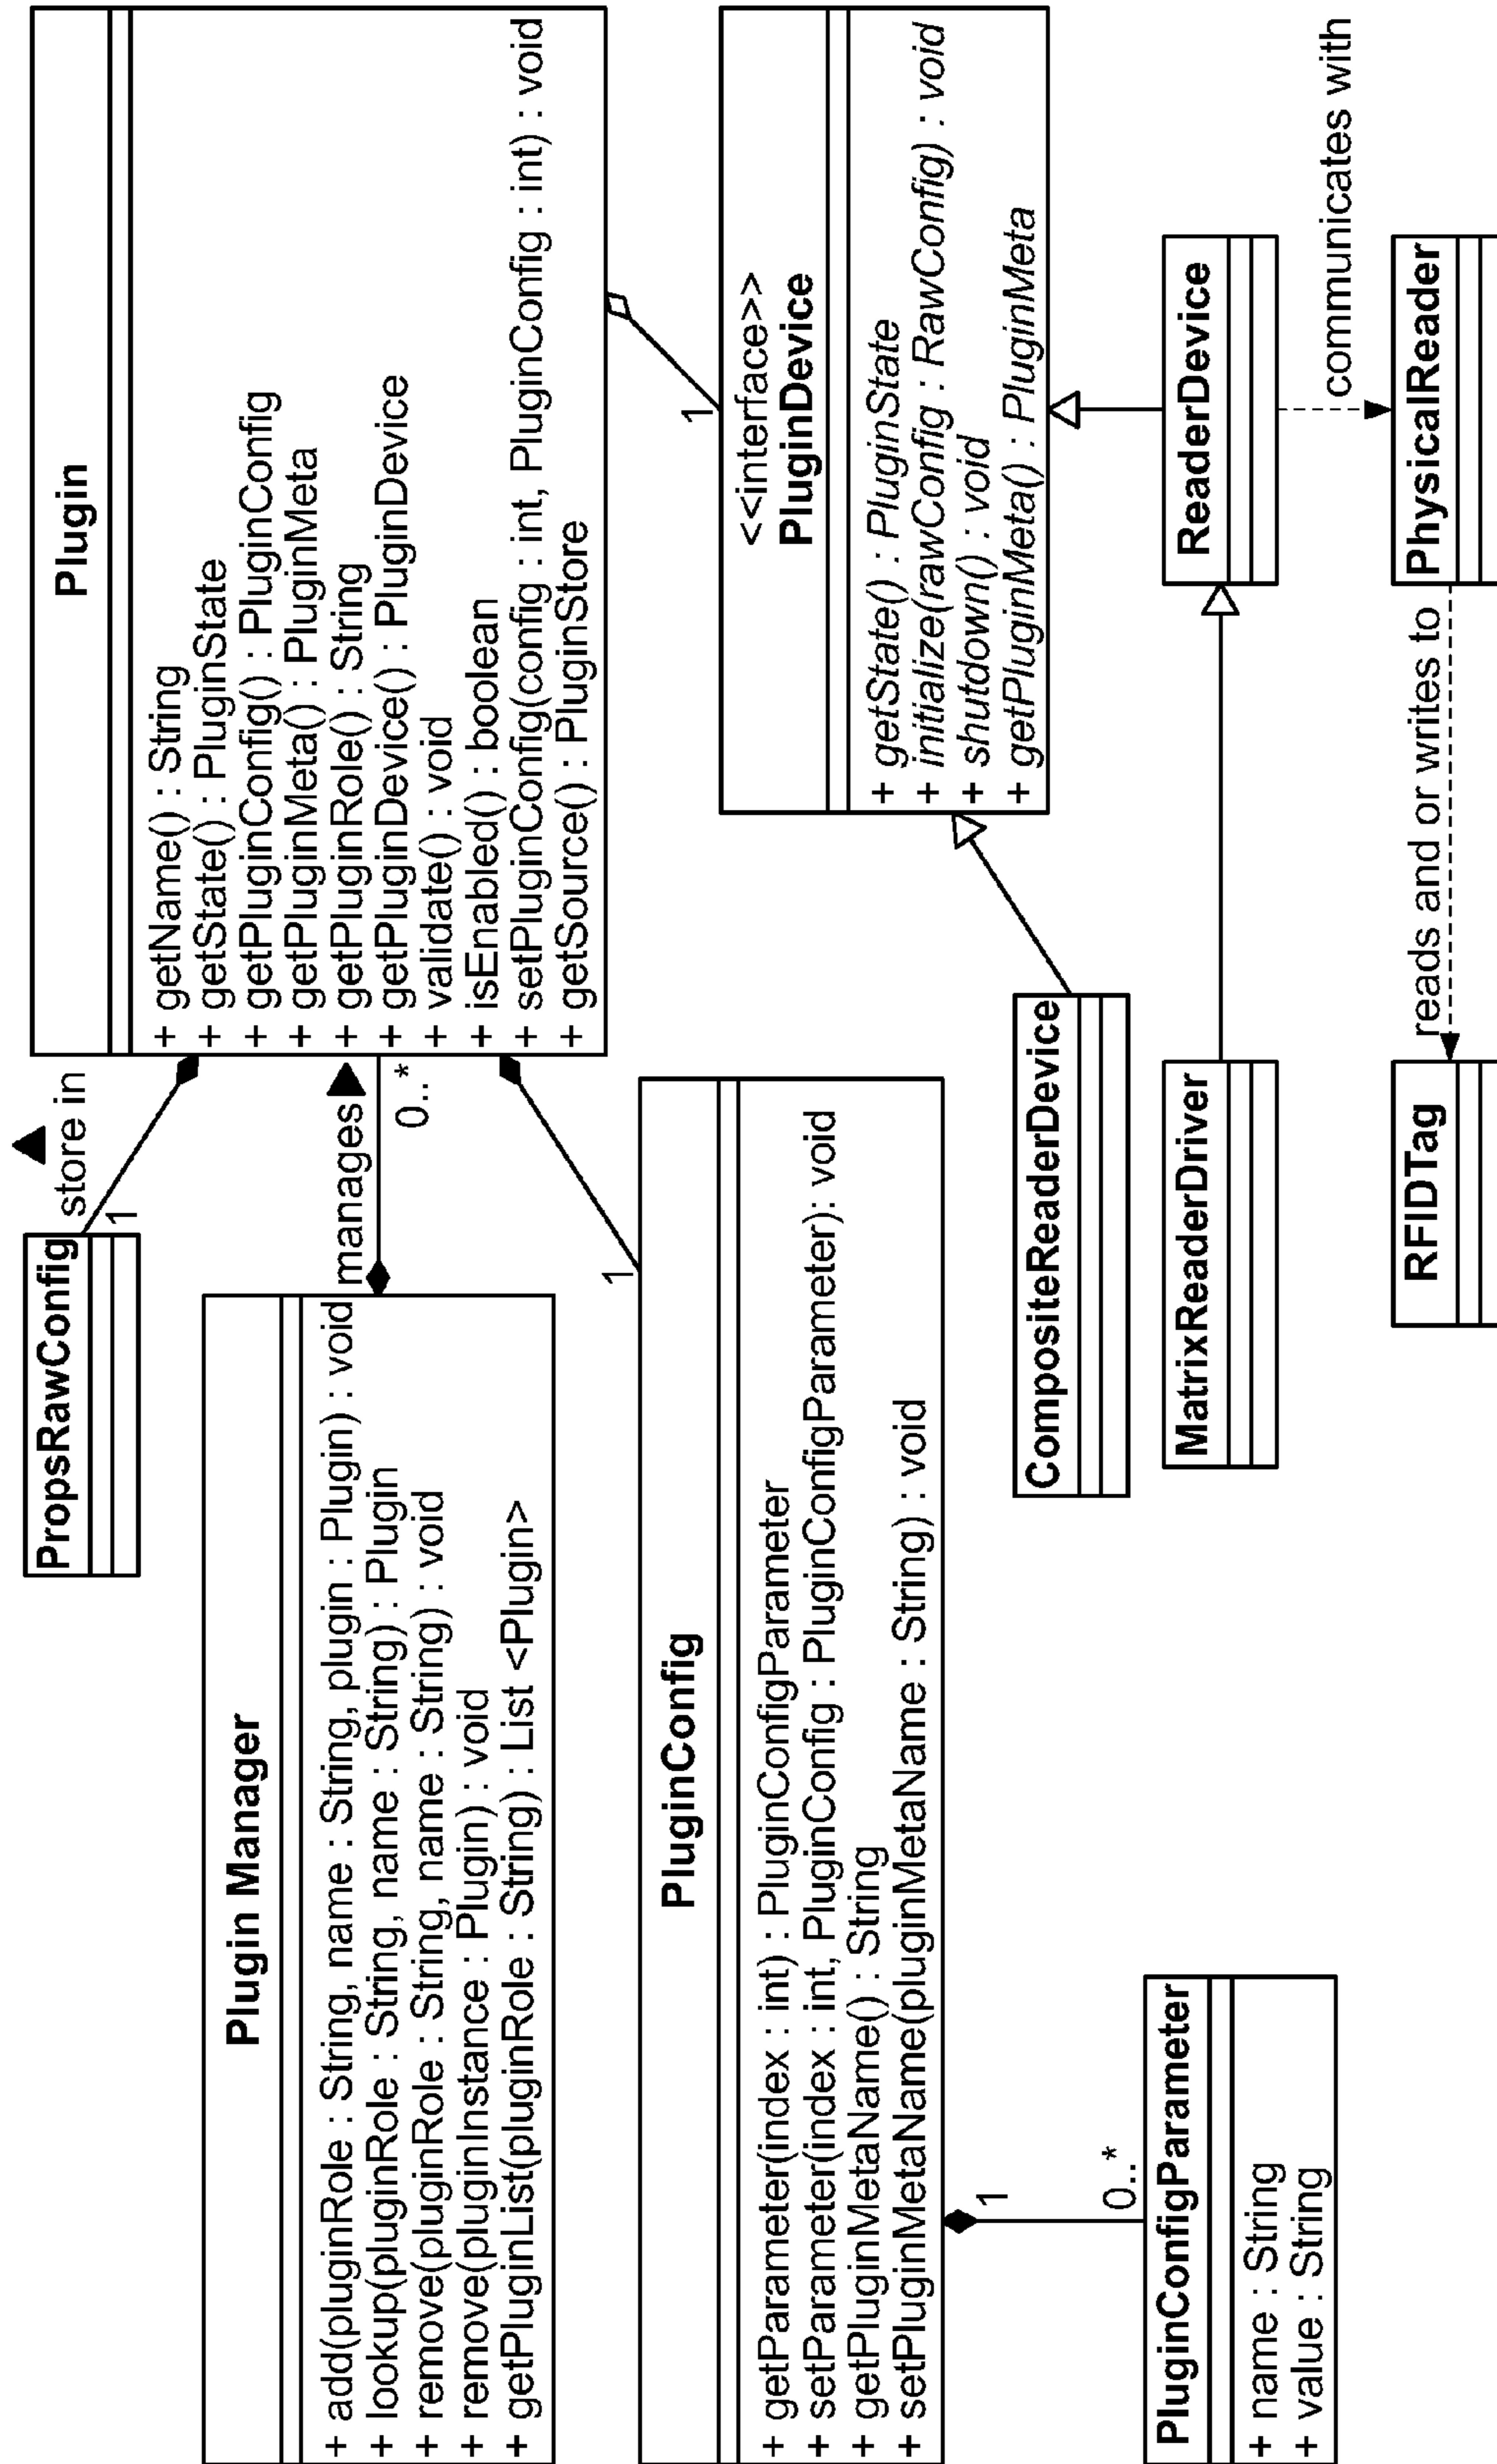 PropsRawConfig
1
store in
Plugin
+ getName() : String
+ getState() : PluginState
+ getPluginConfig() : PluginConfig
+ getPluginMeta() : PluginMeta
+ getPluginRole() : String
+ getPluginDevice() : PluginDevice
+ validate() : void
+ isEnabled() : boolean
+ setPluginConfig(config : int, PluginConfig : int) : void
+ getSource() : PluginStore
Plugin Manager
+ add(pluginRole : String, name : String, plugin : Plugin) : void
+ lookup(pluginRole : String, name : String) : Plugin
+ remove(pluginRole : String, name : String) : void
+ remove(pluginInstance : Plugin) : void
+ getPluginList(pluginRole : String) : List <Plugin>
manages
0..*
1
PluginConfig
+ getParameter(index : int) : PluginConfigParameter
+ setParameter(index : int, PluginConfig : PluginConfigParameter): void
+ getPluginMetaName() : String
+ setPluginMetaName(pluginMetaName : String) : void
1
<<interface>>
PluginDevice
+ getState() : PluginState
+ initialize(rawConfig : RawConfig) : void
+ shutdown() : void
+ getPluginMeta() : PluginMeta
1
0..*
PluginConfigParameter
+ name : String
+ value : String
CompositeReaderDevice
MatrixReaderDriver
ReaderDevice
communicates with
RFIDTag
reads and or writes to
PhysicalReader